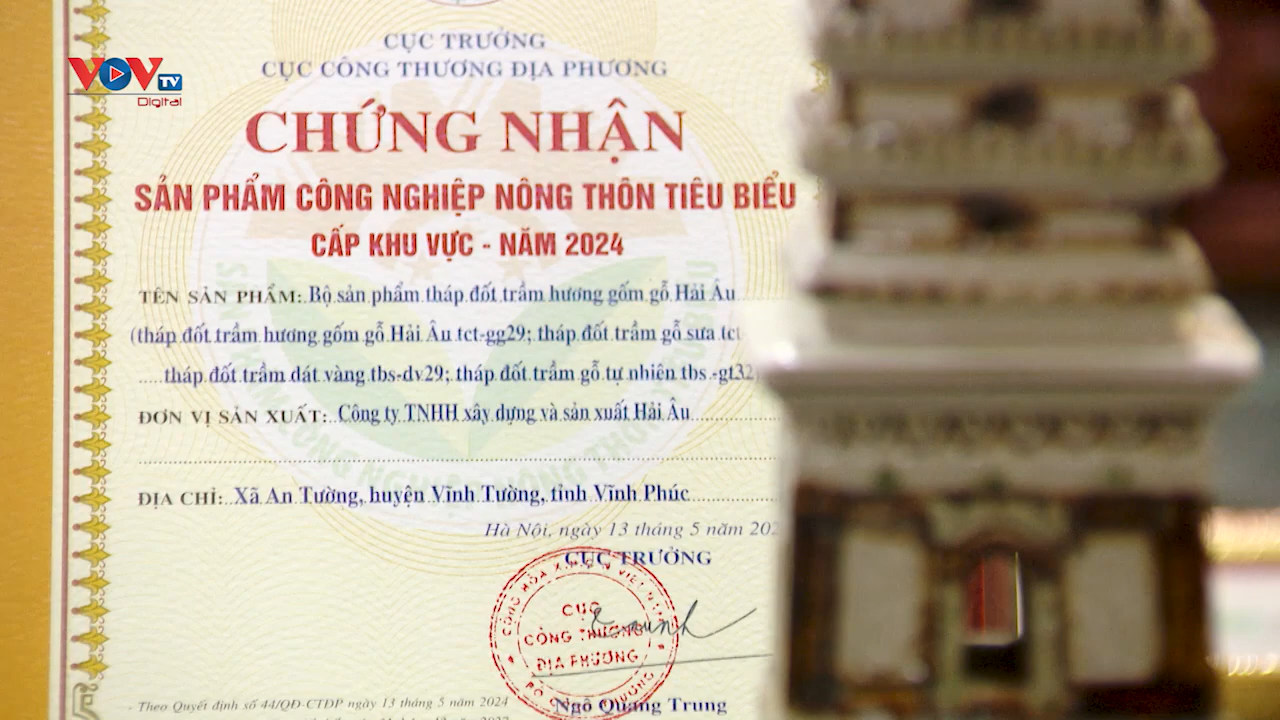 CỤC TRƯỞNG
CỤC CÔNG THƯƠNG ĐỊA PHƯƠNG
VOV TV
Digital
CHỨNG NHẬN
SẢN PHẨM CÔNG NGHIỆP NÔNG THÔN TIÊU BIỂU
CẤP KHU VỰC - NĂM 2024
TÊN SẢN PHẨM: Bộ sản phẩm tháp đốt trầm hương gốm gỗ Hải Âu
(tháp đốt trầm hương gốm gỗ Hải Âu tct-gg29; tháp đốt trầm gỗ sưa tct
tháp đốt trầm dát vàng tbs-dv29; tháp đốt trầm gỗ tự nhiên tbs -gt32
ĐƠN VỊ SẢN XUẤT: Công ty TNHH xây dựng và sản xuất Hải Âu
ĐỊA CHỈ: Xã An Tường, huyện Vĩnh Tường, tỉnh Vĩnh Phúc
Hà Nội, ngày 13 tháng 5 năm 202
CỤC TRƯỞNG
CỤC
CÔNG THƯƠNG
ĐỊA PHƯƠNG
Ngô Quang Trung
Theo Quyết định số 44/QĐ-CTĐP ngày 13 tháng 5 năm 2024